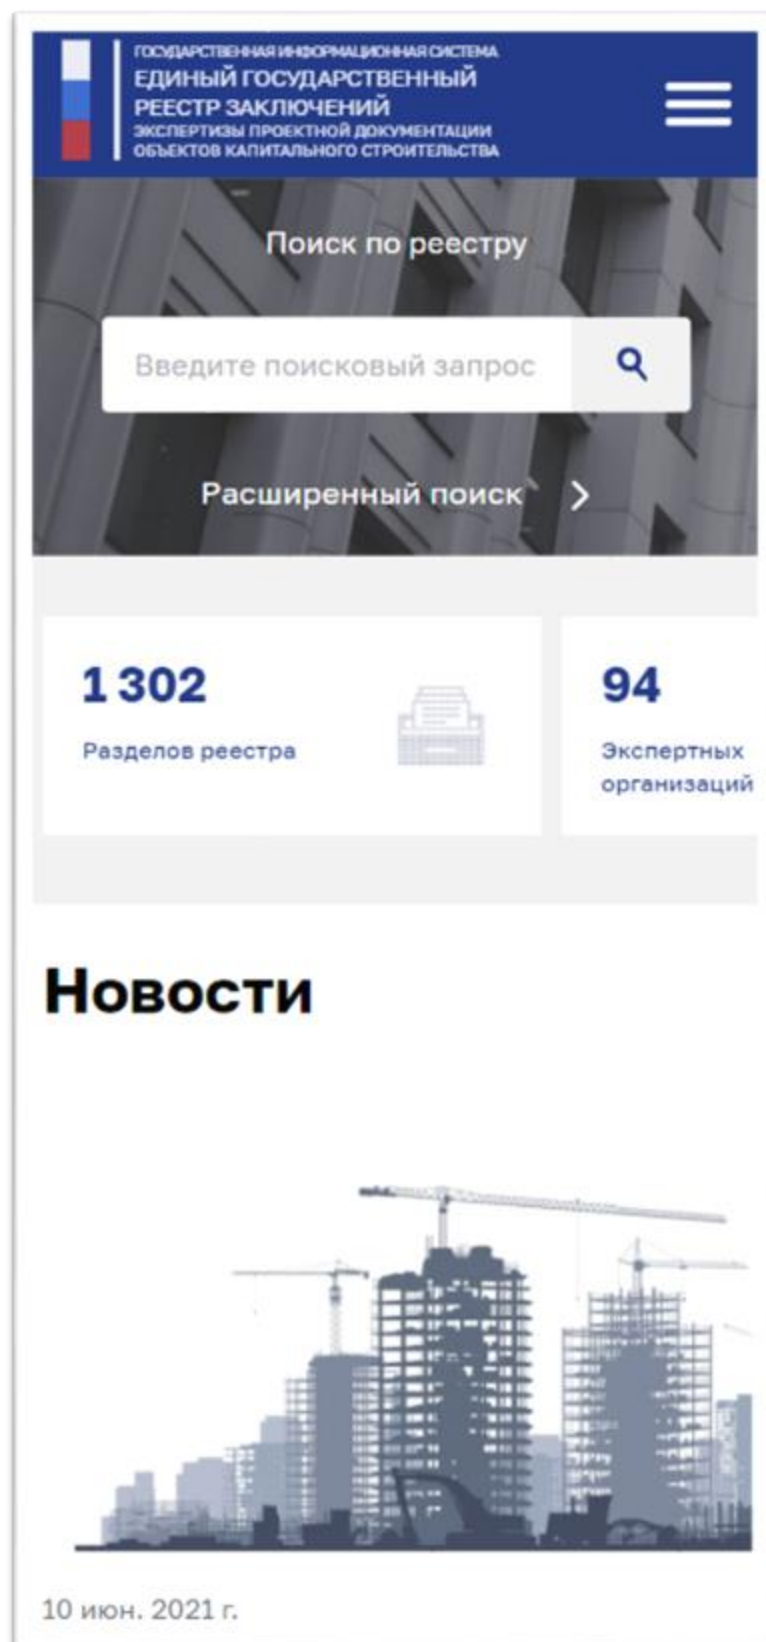 ГОСУДАРСТВЕННАЯ ИНФОРМАЦИОННАЯ СИСТЕМА
ЕДИНЫЙ ГОСУДАРСТВЕННЫЙ
РЕЕСТР ЗАКЛЮЧЕНИЙ
ЭКСПЕРТИЗЫ ПРОЕКТНОЙ ДОКУМЕНТАЦИИ
ОБЪЕКТОВ КАПИТАЛЬНОГО СТРОИТЕЛЬСТВА
Поиск по реестру
Введите поисковый запрос
Расширенный поиск
1 302
Разделов реестра
94
Экспертных
организаций
Новости
10 июн. 2021 г.